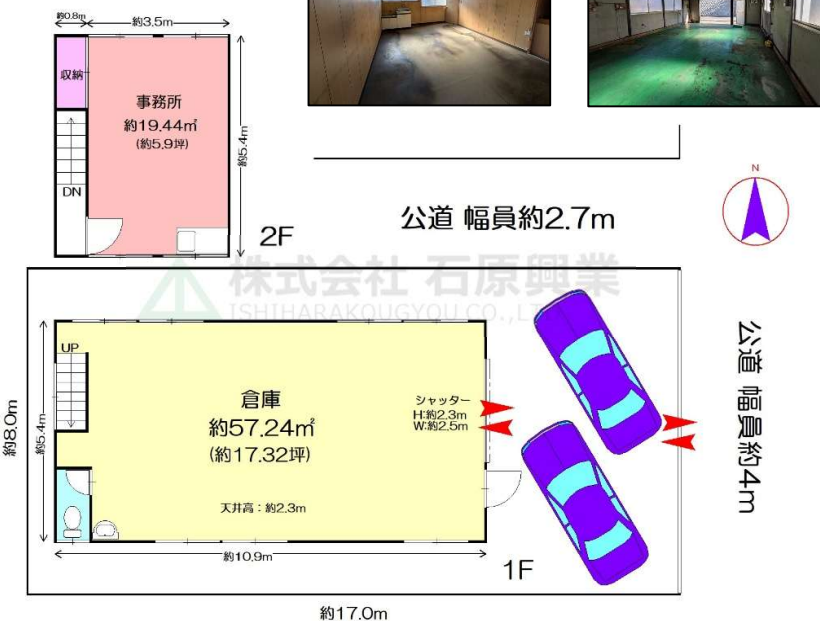 約0.8m
約3.5m
収納
事務所
約19.44㎡
(約5.9坪)
約5.4m
DN
2F
公道 幅員約2.7m
N
株式会社 石原興業
ISHIHARAKOUGYOU CO.,L
UP
倉庫
約57.24㎡
(約17.32坪)
天井高:約2.3m
シャッター
H:約2.3m
W:約2.5m
約8.0m
約5.4m
公道 幅員約4m
約10.9m
1F
約17.0m